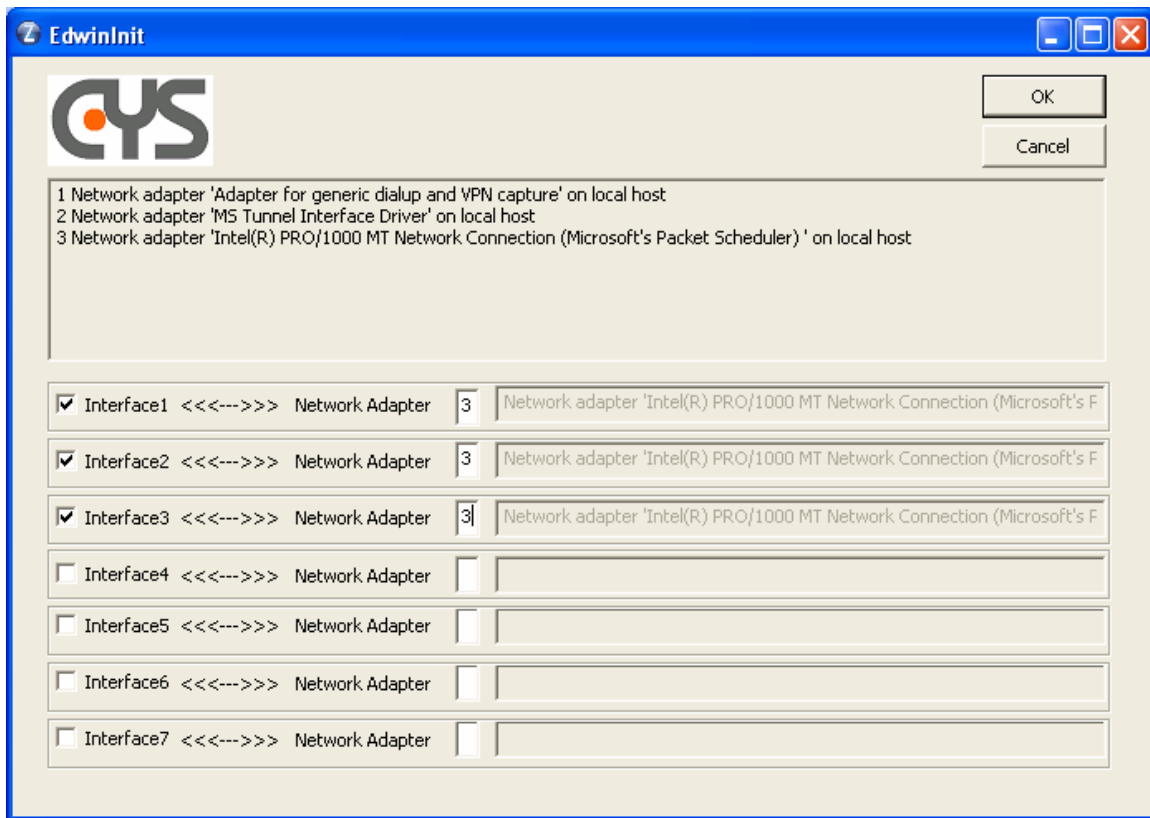 EdwinInit
CYS
OK
Cancel
1 Network adapter 'Adapter for generic dialup and VPN capture' on local host
2 Network adapter 'MS Tunnel Interface Driver' on local host
3 Network adapter 'Intel(R) PRO/1000 MT Network Connection (Microsoft's Packet Scheduler) ' on local host
Interface1 <<<--->>> Network Adapter 3 Network adapter 'Intel(R) PRO/1000 MT Network Connection (Microsoft's P
Interface2 <<<--->>> Network Adapter 3 Network adapter 'Intel(R) PRO/1000 MT Network Connection (Microsoft's P
Interface3 <<<--->>> Network Adapter 3 Network adapter 'Intel(R) PRO/1000 MT Network Connection (Microsoft's P
Interface4 <<<--->>> Network Adapter
Interface5 <<<--->>> Network Adapter
Interface6 <<<--->>> Network Adapter
Interface7 <<<--->>> Network Adapter